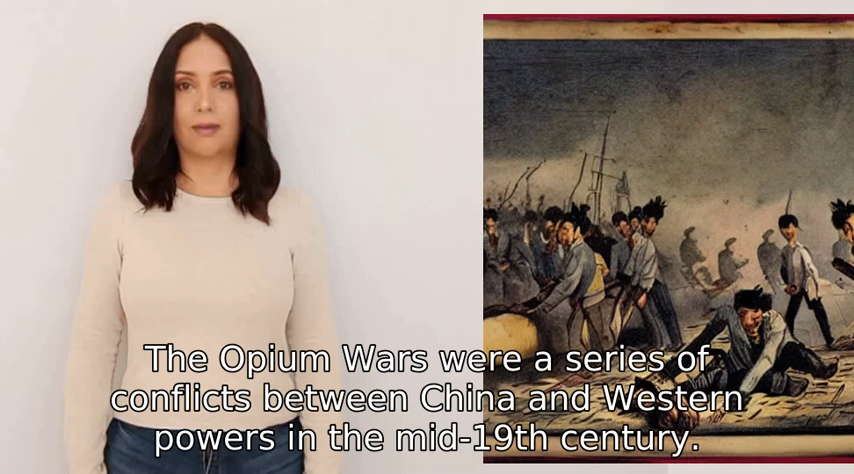 The Opium Wars were a series of
conflicts between China and Western
powers in the mid-19th century.